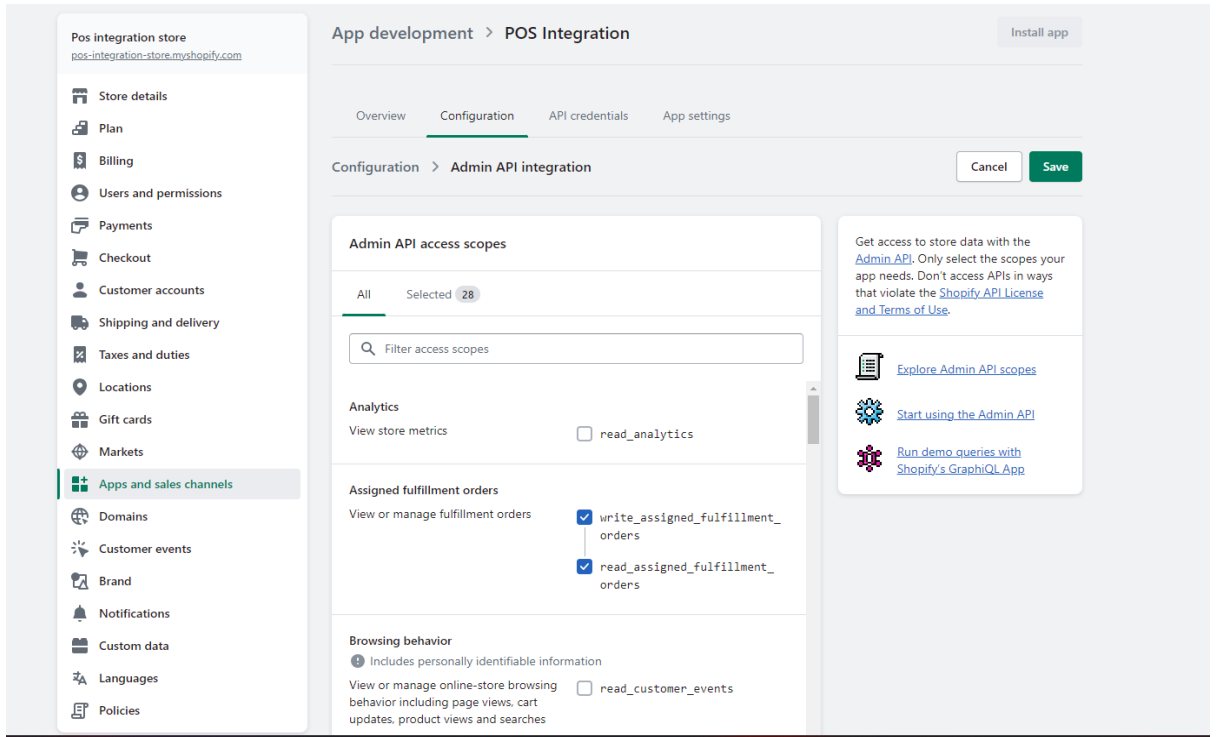 Pos integration store
pos-integration-store.myshopify.com
Store details
Plan
Billing
Users and permissions
Payments
Checkout
Customer accounts
Shipping and delivery
Taxes and duties
Locations
Gift cards
Markets
Apps and sales channels
Domains
Customer events
Brand
Notifications
Custom data
Languages
Policies
App development > POS Integration
Install app
Overview Configuration API credentials App settings
Configuration > Admin API integration
Cancel Save
Admin API access scopes
All Selected 28
Filter access scopes
Analytics
View store metrics
read_analytics
Assigned fulfillment orders
View or manage fulfillment orders
write_assigned_fulfillment_
orders
read_assigned_fulfillment_
orders
Browsing behavior
Includes personally identifiable information
View or manage online-store browsing
behavior including page views, cart
updates, product views and searches
read_customer_events
Get access to store data with the
Admin API. Only select the scopes your
app needs. Don't access APIs in ways
that violate the Shopify API License
and Terms of Use.
Explore Admin API scopes
Start using the Admin API
Run demo queries with
Shopify's GraphiQL App